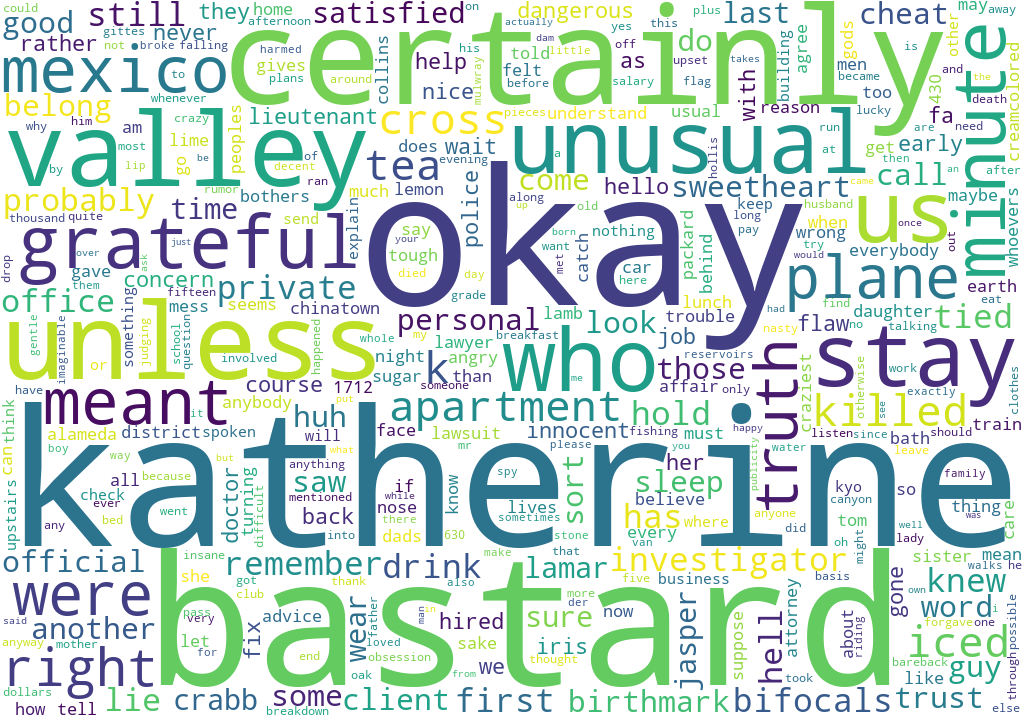 could
good
still
they
home
afternoon
satisfied
dangerous
last
cheat
may
away
gittes
not
broke
falling
rather
never
harmed
plans
gives
around
collins
help
nice
told
felt
before
actually
yes
this
plus
dam
little
off
as
salary
upset
flag
do
agree
building
men
became
too
lucky
gods
other
is
430
and
the
death
certainly
mexico
to
his
mulwray
takes
with
reason
fa
are
need
creamcolored
minute
belong
whenever
why
him
am
crazy
most
lip
by
be
go
lime
decent
of
ran
rumor
peoples
lieutenant
cross
pieces
understand
usual
valley
unusual
does
wait
evening
a
hollis
run
at
get
then
early
an
after
call
maybe
whoevers
probably
thousand
quite
time
bothers
tea
lemon
much
explain
police
come
up
along
hello
old
sweetheart
keep
long
pay
husband
came
when
would
try
wrong
once
out
us
grateful
okay
send
say
your
tough
died
day
born
met
want
nothing
catch
car
here
packard
behind
everybody
drop
over
just
ask
them
gave
concern
fifteen
private
seems
mess
office
chinatown
something
grade
lunch
trouble
had
nasty
find
plane
daughter
earth
eat
tied
talking
no
flaw
unless
gentle
imaginable
or
judging
school
question
involved
happened
whole
my
personal
lawyer
breakfast
lamb
look
job
reservoirs
night
angry
k
than
someone
sugar
who
me
those
affair
only
stay
work
exactly
clothes
otherwise
see
have
meant
course
1712
put
anybody
apartment
hold
truth
craziest
killed
train
can
think
alameda
boy
it
district
spoken
way
but
huh
will
what
face
lawsuit
mr
innocent
fishing
please
must
you
happy
publicity
water
listen
since
bath
should
leave
upstairs
check
all
because
went
ever
any
bed
katherine
doctor
turning
difficult
saw
anything
mentioned
back
into
if
while
nose
there
dads
630
know
spy
sometimes
lives
stone
sort
sleep
her
believe
has
where
every
van
anyone
did
kyo
canyon
oh
tom
might
so
well
lady
family
thing
was
care
official
she
insane
got
club
remember
thank
drink
also
make
that
lamar
investigator
five
business
basis
sister
own
mean
walks
he
knew
gone
were
said
another
anyway
mother
pass
very
let
for
fix
advice
end
wear
father
loved
obsession
oak
man
in
thought
hired
sake
from
we
sure
more
der
now
iris
jasper
suppose
hell
attorney
took
about
riding
word
i
forgave
one
bareback
like
iced
guy
through
possible
right
bastard
dollars
how
tell
lie
crabb
some
breakdown
client
first
birthmark
bifocals
trust
else